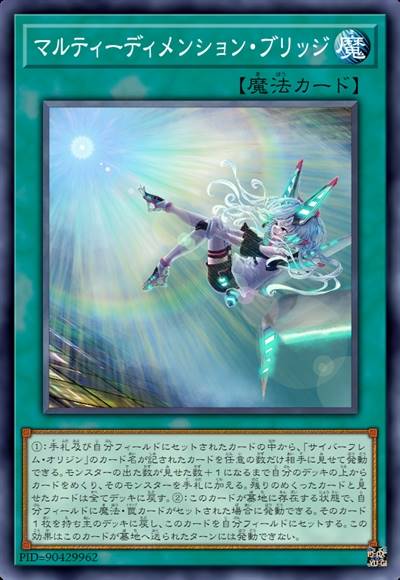 マルティーディメンション・ブリッジ
魔
【魔法カード】
①：手札及び自分フィールドにセットされたカードの中から、「サイバーフレ
ム・オリジン」のカード名が記されたカードを任意の数だけ相手に見せて発動
できる。モンスターの出た数が見せた数＋１になるまで自分のデッキの上から
カードをめくり、そのモンスターを手札に加える。残りのめくったカードと見
せたカードは全てデッキに戻す。②：このカードが墓地に存在する状態で、自
分フィールドに魔法・罠カードがセットされた場合に発動できる。そのカード
１枚を持ち主のデッキに戻し、このカードを自分フィールドにセットする。この
効果はこのカードが墓地へ送られたターンには発動できない。
PID=90429962